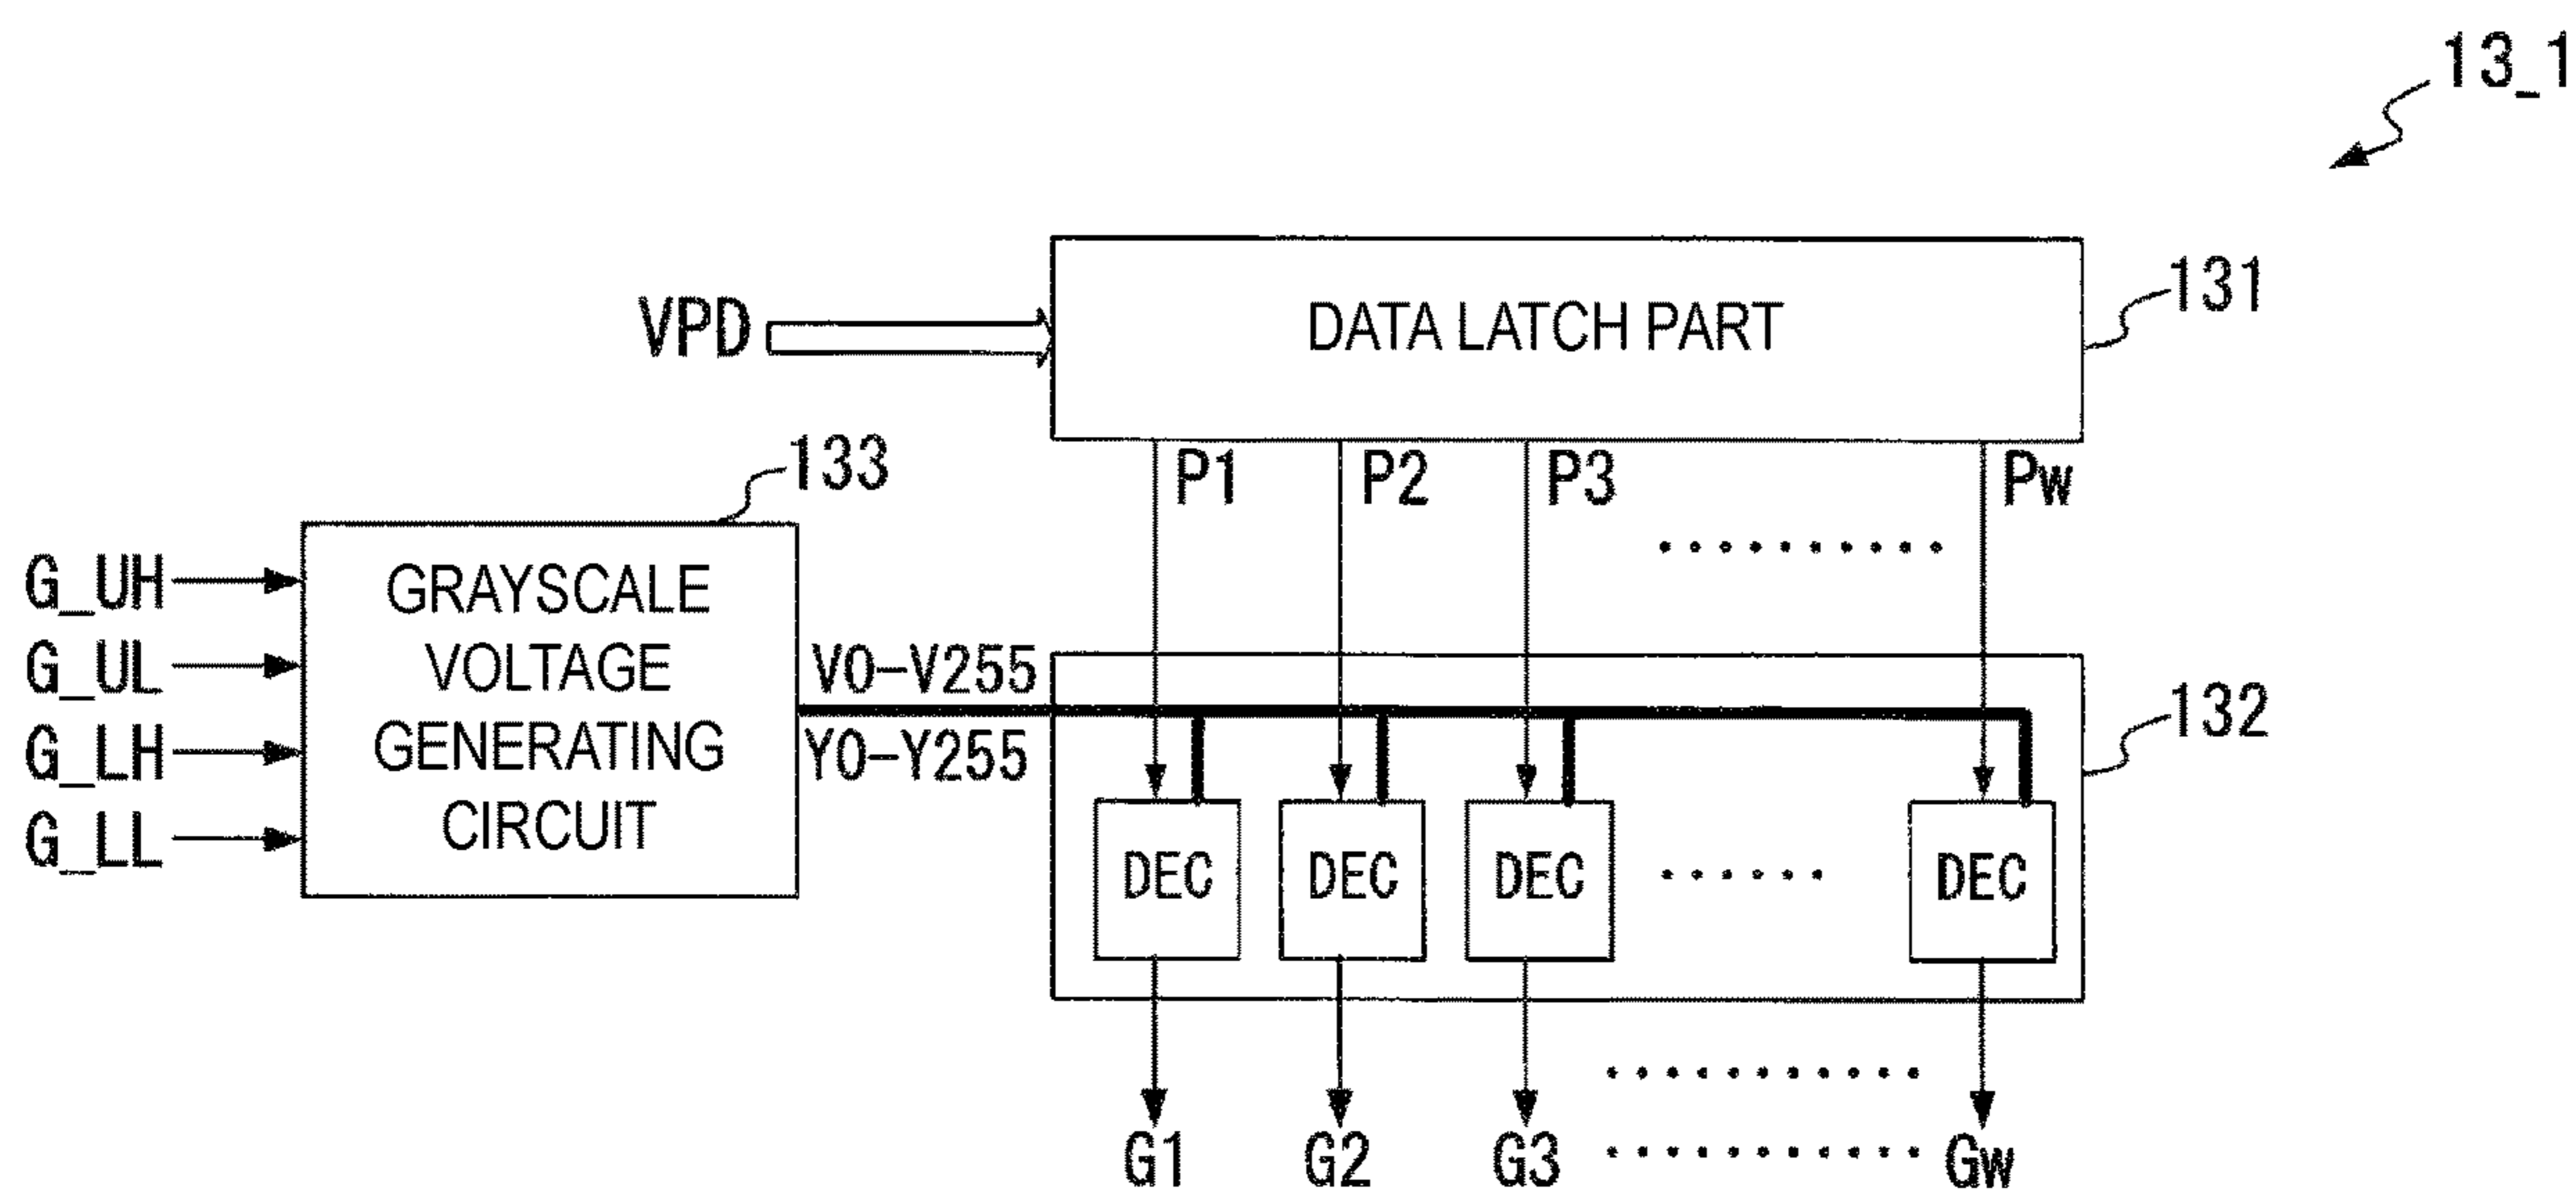 13_1
VPD
DATA LATCH PART
131
133
P1 P2 P3 Pw
G_UH
G_UL
G_LH
G_LL
GRAYSCALE
VOLTAGE
GENERATING
CIRCUIT
V0-V255
Y0-Y255
132
DEC DEC DEC DEC
G1 G2 G3 Gw